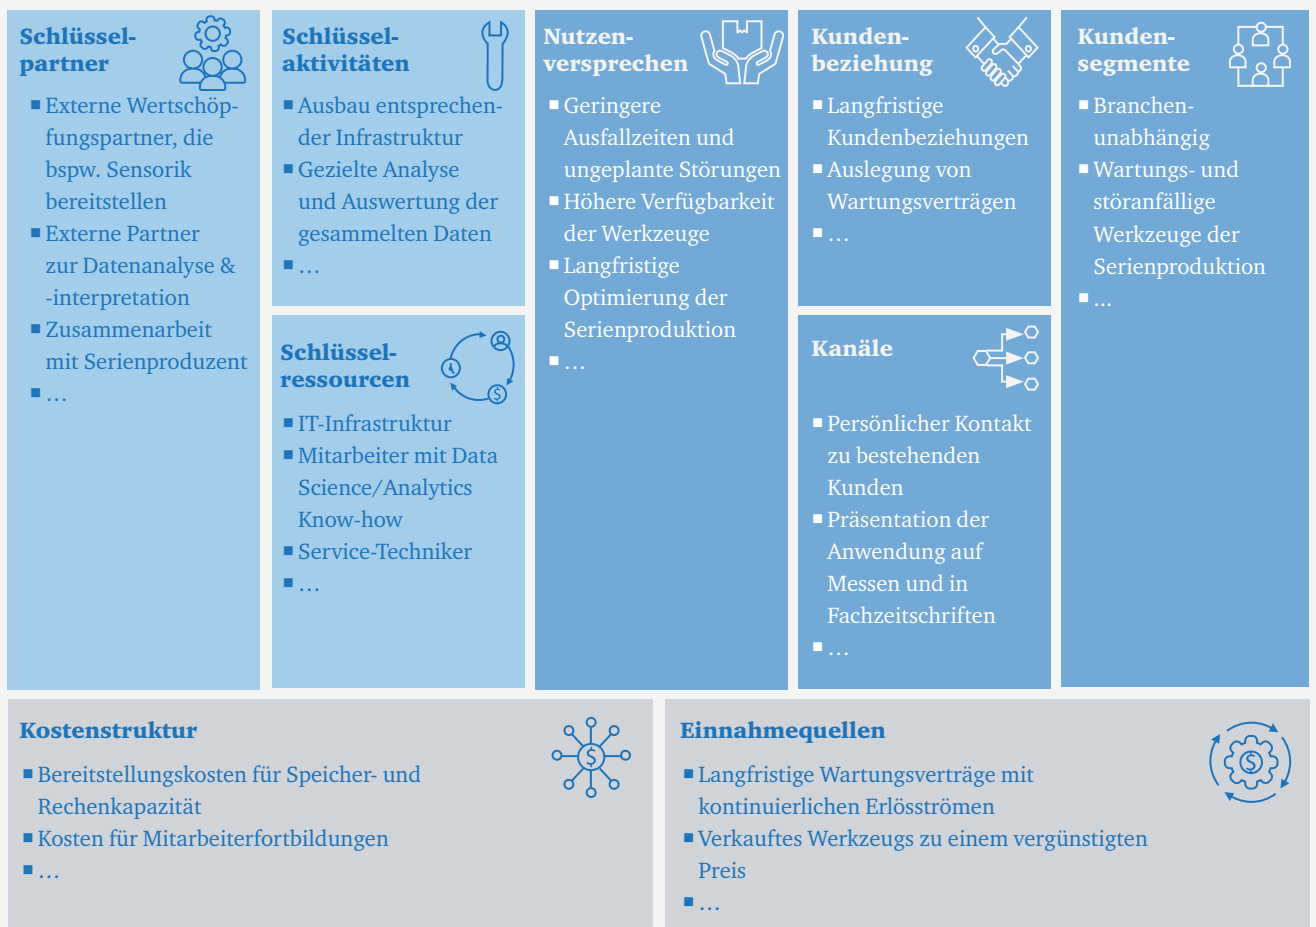 Schlüssel-
partner
■ Externe Wertschöp-
fungspartner, die
bspw. Sensorik
bereitstellen
■ Externe Partner
zur Datenanalyse &
-interpretation
■ Zusammenarbeit
mit Serienproduzent
■ …
Schlüssel-
aktivitäten
■ Ausbau entsprechen-
der Infrastruktur
■ Gezielte Analyse
und Auswertung der
gesammelten Daten
■ …
Schlüssel-
ressourcen
$
■ IT-Infrastruktur
■ Mitarbeiter mit Data
Science/Analytics
Know-how
■ Service-Techniker
■ …
Nutzen-
versprechen
■ Geringere
Ausfallzeiten und
ungeplante Störungen
■ Höhere Verfügbarkeit
der Werkzeuge
■ Langfristige
Optimierung der
Serienproduktion
■ …
Kunden-
beziehung
■ Langfristige
Kundenbeziehungen
■ Auslegung von
Wartungsverträgen
■ …
Kanäle
■ Persönlicher Kontakt
zu bestehenden
Kunden
■ Präsentation der
Anwendung auf
Messen und in
Fachzeitschriften
■ …
Kunden-
segmente
■ Branchen-
unabhängig
■ Wartungs- und
störanfällige
Werkzeuge der
Serienproduktion
■ ...
Kostenstruktur
$
■ Bereitstellungskosten für Speicher- und
Rechenkapazität
■ Kosten für Mitarbeiterfortbildungen
■ …
Einnahmequellen
$
■ Langfristige Wartungsverträge mit
kontinuierlichen Erlösströmen
■ Verkauftes Werkzeugs zu einem vergünstigten
Preis
■ …